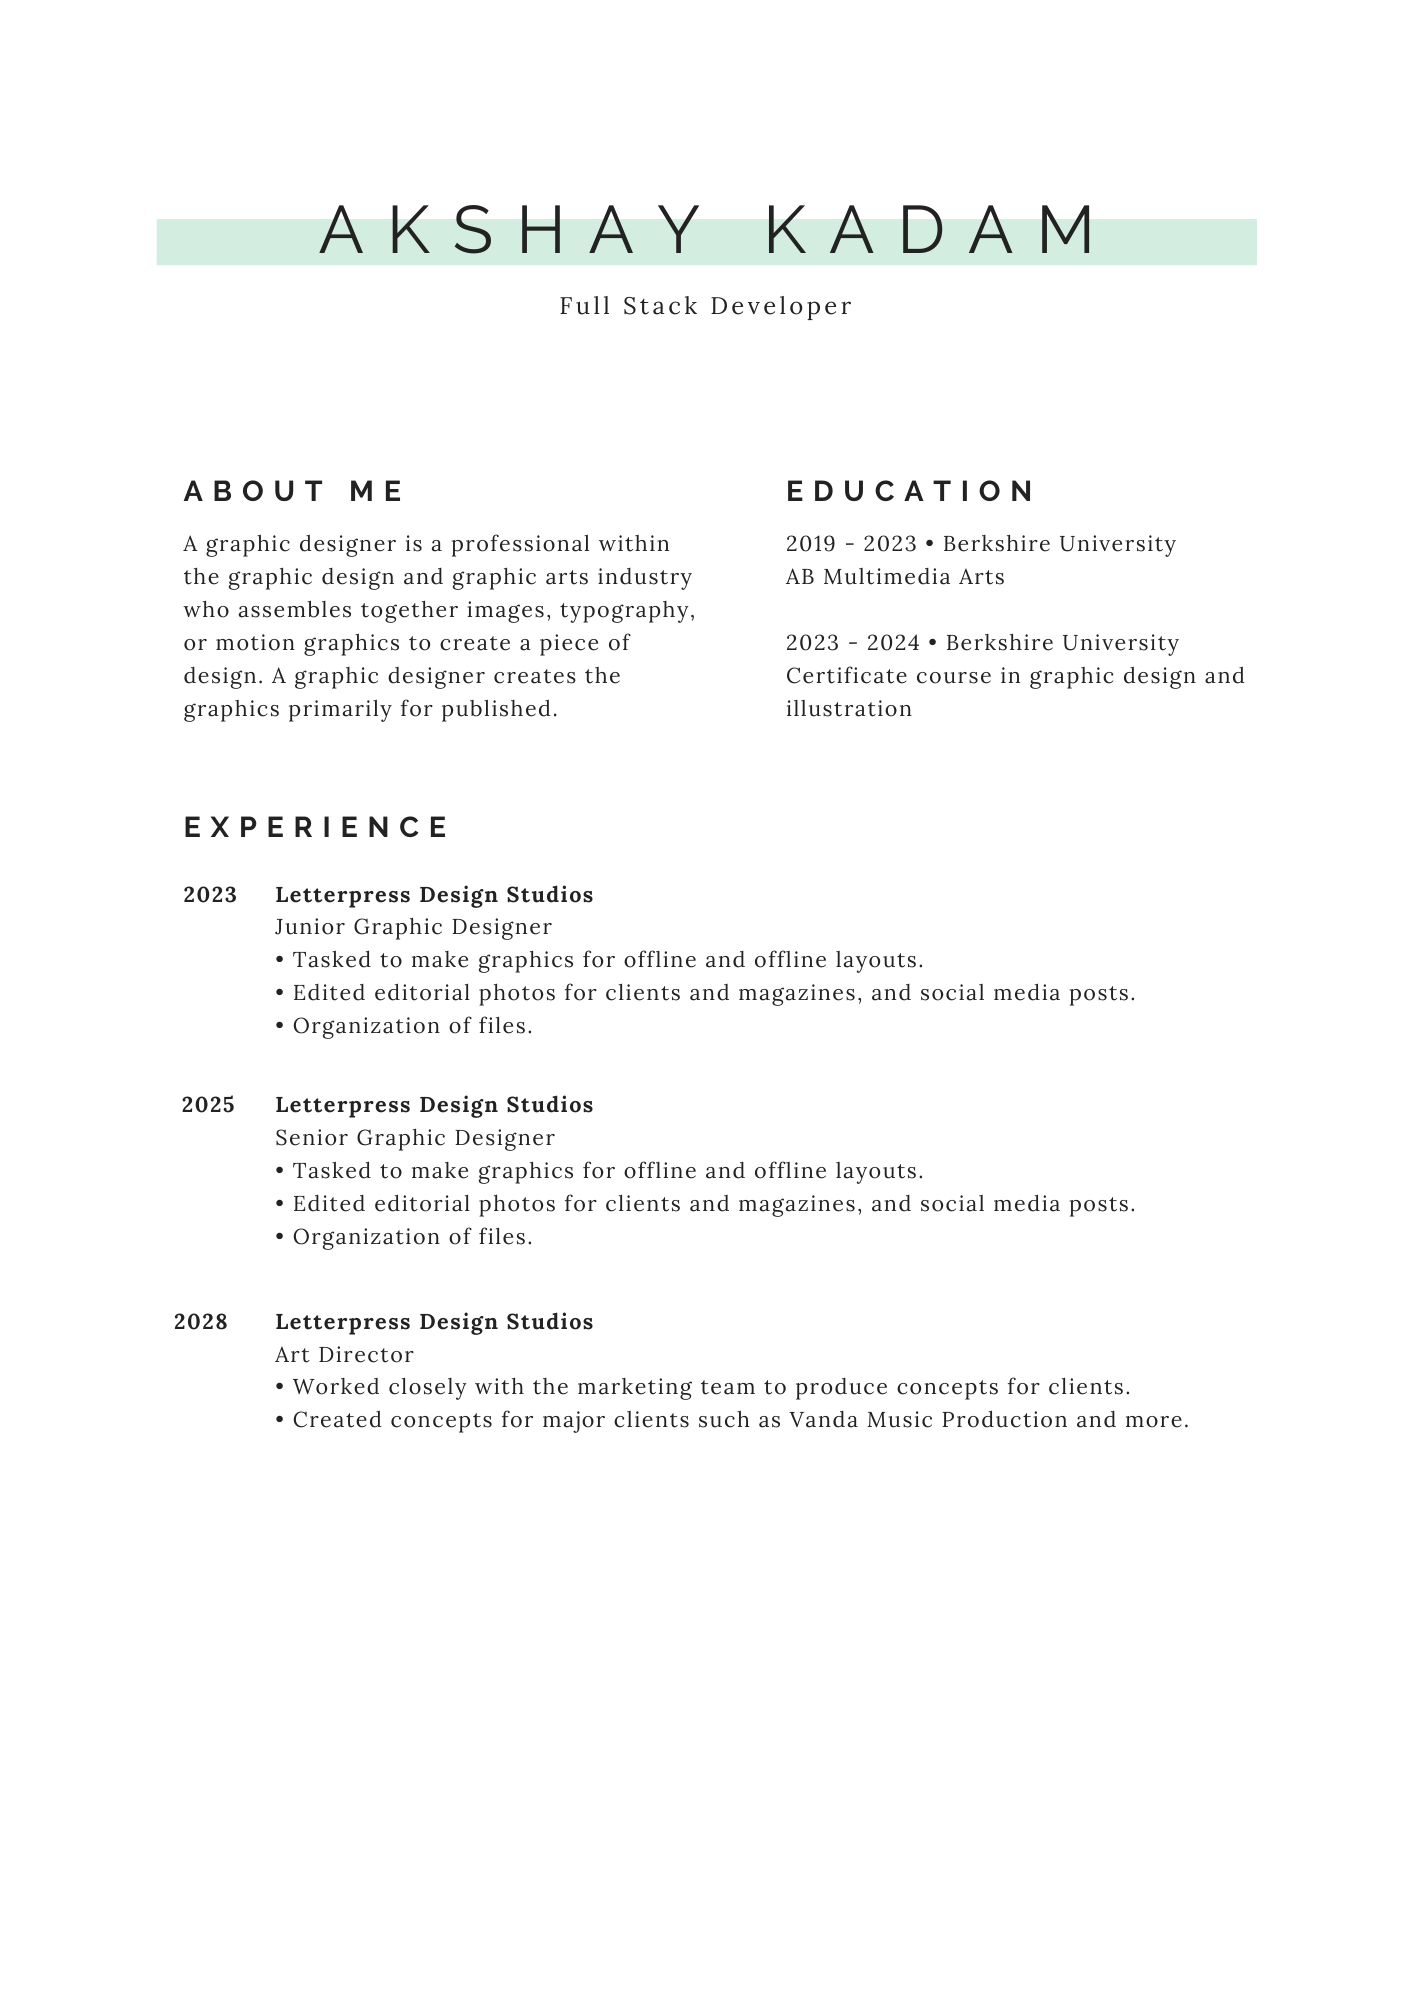 AKSHAY KADAM
Full Stack Developer
ABOUT ME
A graphic designer is a professional within
the graphic design and graphic arts industry
who assembles together images, typography,
or motion graphics to create a piece of
design. A graphic designer creates the
graphics primarily for published.
EDUCATION
2019 - 2023 • Berkshire University
AB Multimedia Arts
2023 - 2024 • Berkshire University
Certificate course in graphic design and
illustration
EXPERIENCE
2023 Letterpress Design Studios
Junior Graphic Designer
• Tasked to make graphics for offline and offline layouts.
• Edited editorial photos for clients and magazines, and social media posts.
• Organization of files.
2025 Letterpress Design Studios
Senior Graphic Designer
• Tasked to make graphics for offline and offline layouts.
• Edited editorial photos for clients and magazines, and social media posts.
• Organization of files.
2028 Letterpress Design Studios
Art Director
• Worked closely with the marketing team to produce concepts for clients.
• Created concepts for major clients such as Vanda Music Production and more.